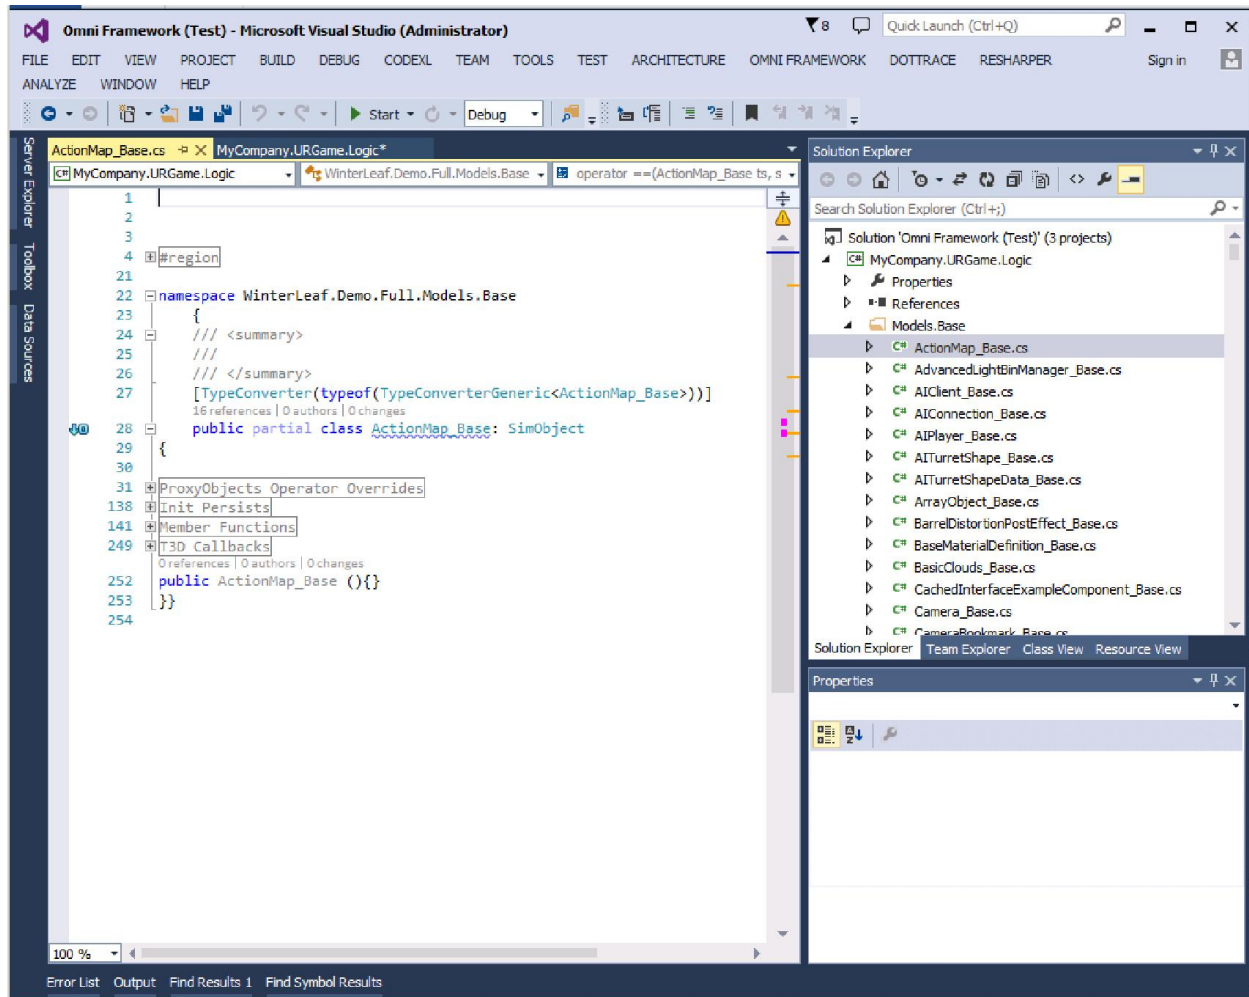 Omni Framework (Test) - Microsoft Visual Studio (Administrator)
8
Quick Launch (Ctrl+Q)
FILE EDIT VIEW PROJECT BUILD DEBUG CODEXL TEAM TOOLS TEST ARCHITECTURE OMNI FRAMEWORK DOTTRACE RESHARPER Sign in
ANALYZE WINDOW HELP
Start Debug
Server Explorer
Toolbox
Data Sources
ActionMap_Base.cs MyCompany.URGame.Logic*
C# MyCompany.URGame.Logic WinterLeaf.Demo.Full.Models.Base operator ==(ActionMap_Base ts, s
1
2
3
4 #region
21
22 namespace WinterLeaf.Demo.Full.Models.Base
23 {
24 /// <summary>
25 ///
26 /// </summary>
27 [TypeConverter(typeof(TypeConverterGeneric<ActionMap_Base>))]
16 references | 0 authors | 0 changes
28 public partial class ActionMap_Base: SimObject
29 {
30
31 ProxyObjects Operator Overrides
138 Init Persists
141 Member Functions
249 T3D Callbacks
0 references | 0 authors | 0 changes
252 public ActionMap_Base (){}
253 }}
254
100 %
Solution Explorer
Search Solution Explorer (Ctrl+;)
Solution 'Omni Framework (Test)' (3 projects)
C# MyCompany.URGame.Logic
Properties
References
Models.Base
C# ActionMap_Base.cs
C# AdvancedLightBinManager_Base.cs
C# AIClient_Base.cs
C# AIConnection_Base.cs
C# AIPlayer_Base.cs
C# AITurretShape_Base.cs
C# AITurretShapeData_Base.cs
C# ArrayObject_Base.cs
C# BarrelDistortionPostEffect_Base.cs
C# BaseMaterialDefinition_Base.cs
C# BasicClouds_Base.cs
C# CachedInterfaceExampleComponent_Base.cs
C# Camera_Base.cs
C# CameraBookmark_Base.cs
Solution Explorer Team Explorer Class View Resource View
Properties
Error List Output Find Results 1 Find Symbol Results